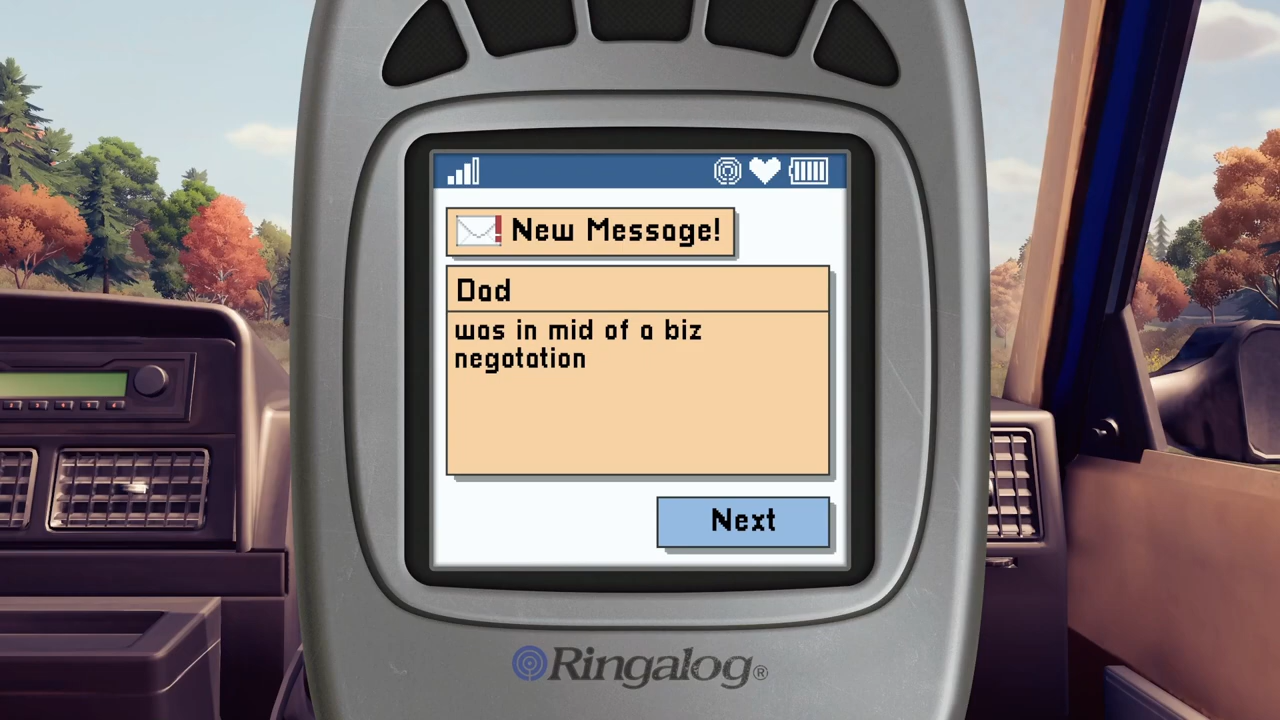 New Message!
Dad
was in mid of a biz
negotation
Next
Ringalog®